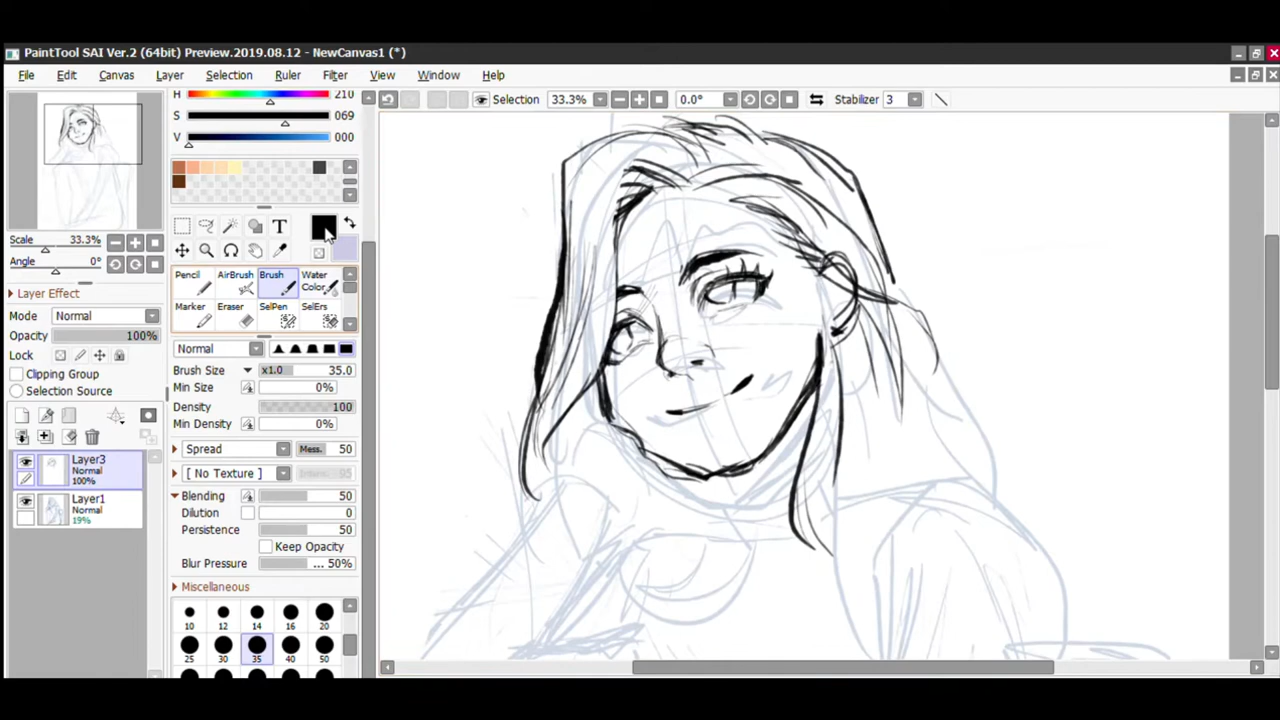 PaintTool SAI Ver.2 (64bit) Preview.2019.08.12 - NewCanvas1 (*)
File Edit Canvas Layer Selection Ruler Filter View Window Help
Selection 33.3% 0.0° Stabilizer 3
H 210
S 069
V 000
T
Scale 33.3%
Angle 0°
Layer Effect
Mode Normal
Opacity 100%
Lock
Clipping Group
Selection Source
Layer3
Normal
100%
Layer1
Normal
19%
Pencil AirBrush Brush Water Color
Marker Eraser SelPen SelErs
Normal
Brush Size x1.0 35.0
Min Size 0%
Density 100
Min Density 0%
Spread Mess. 50
[ No Texture ] 95
Blending 50
Dilution 0
Persistence 50
Keep Opacity
Blur Pressure ... 50%
Miscellaneous
10 12 14 16 20
25 30 35 40 50